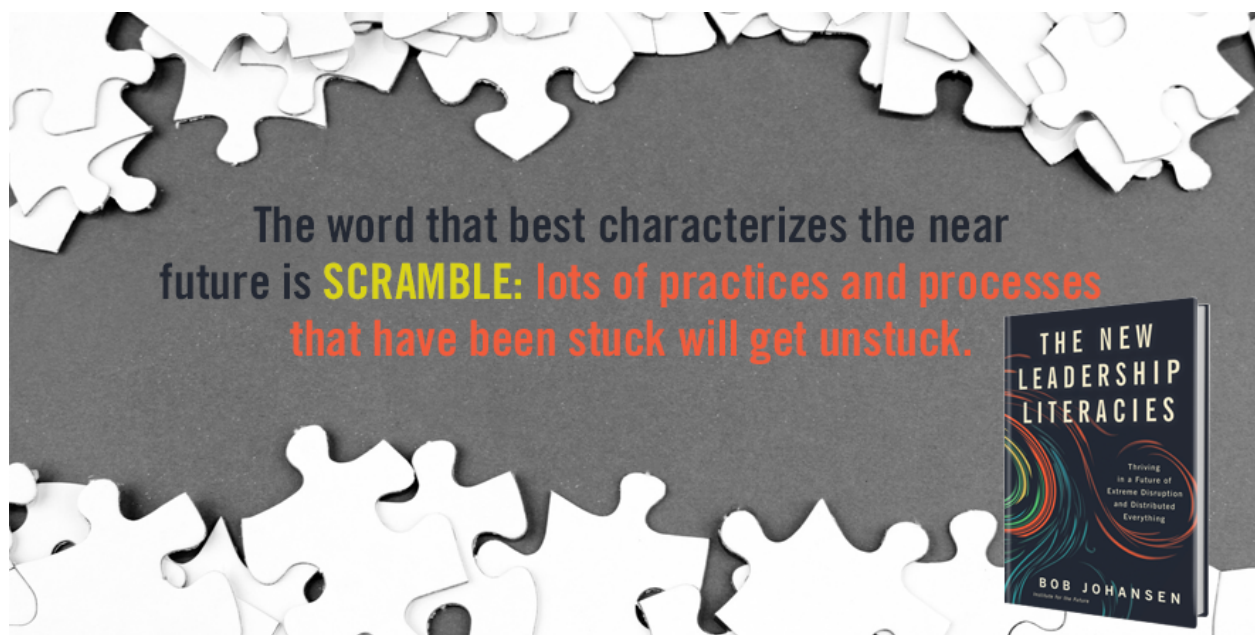 The word that best characterizes the near
future is SCRAMBLE: lots of practices and processes
that have been stuck will get unstuck.
THE NEW
LEADERSHIP
LITERACIES
Thriving
in a Future of
Extreme Disruption
and Distributed
Everything
BOB JOHANSEN
Institute for the Future